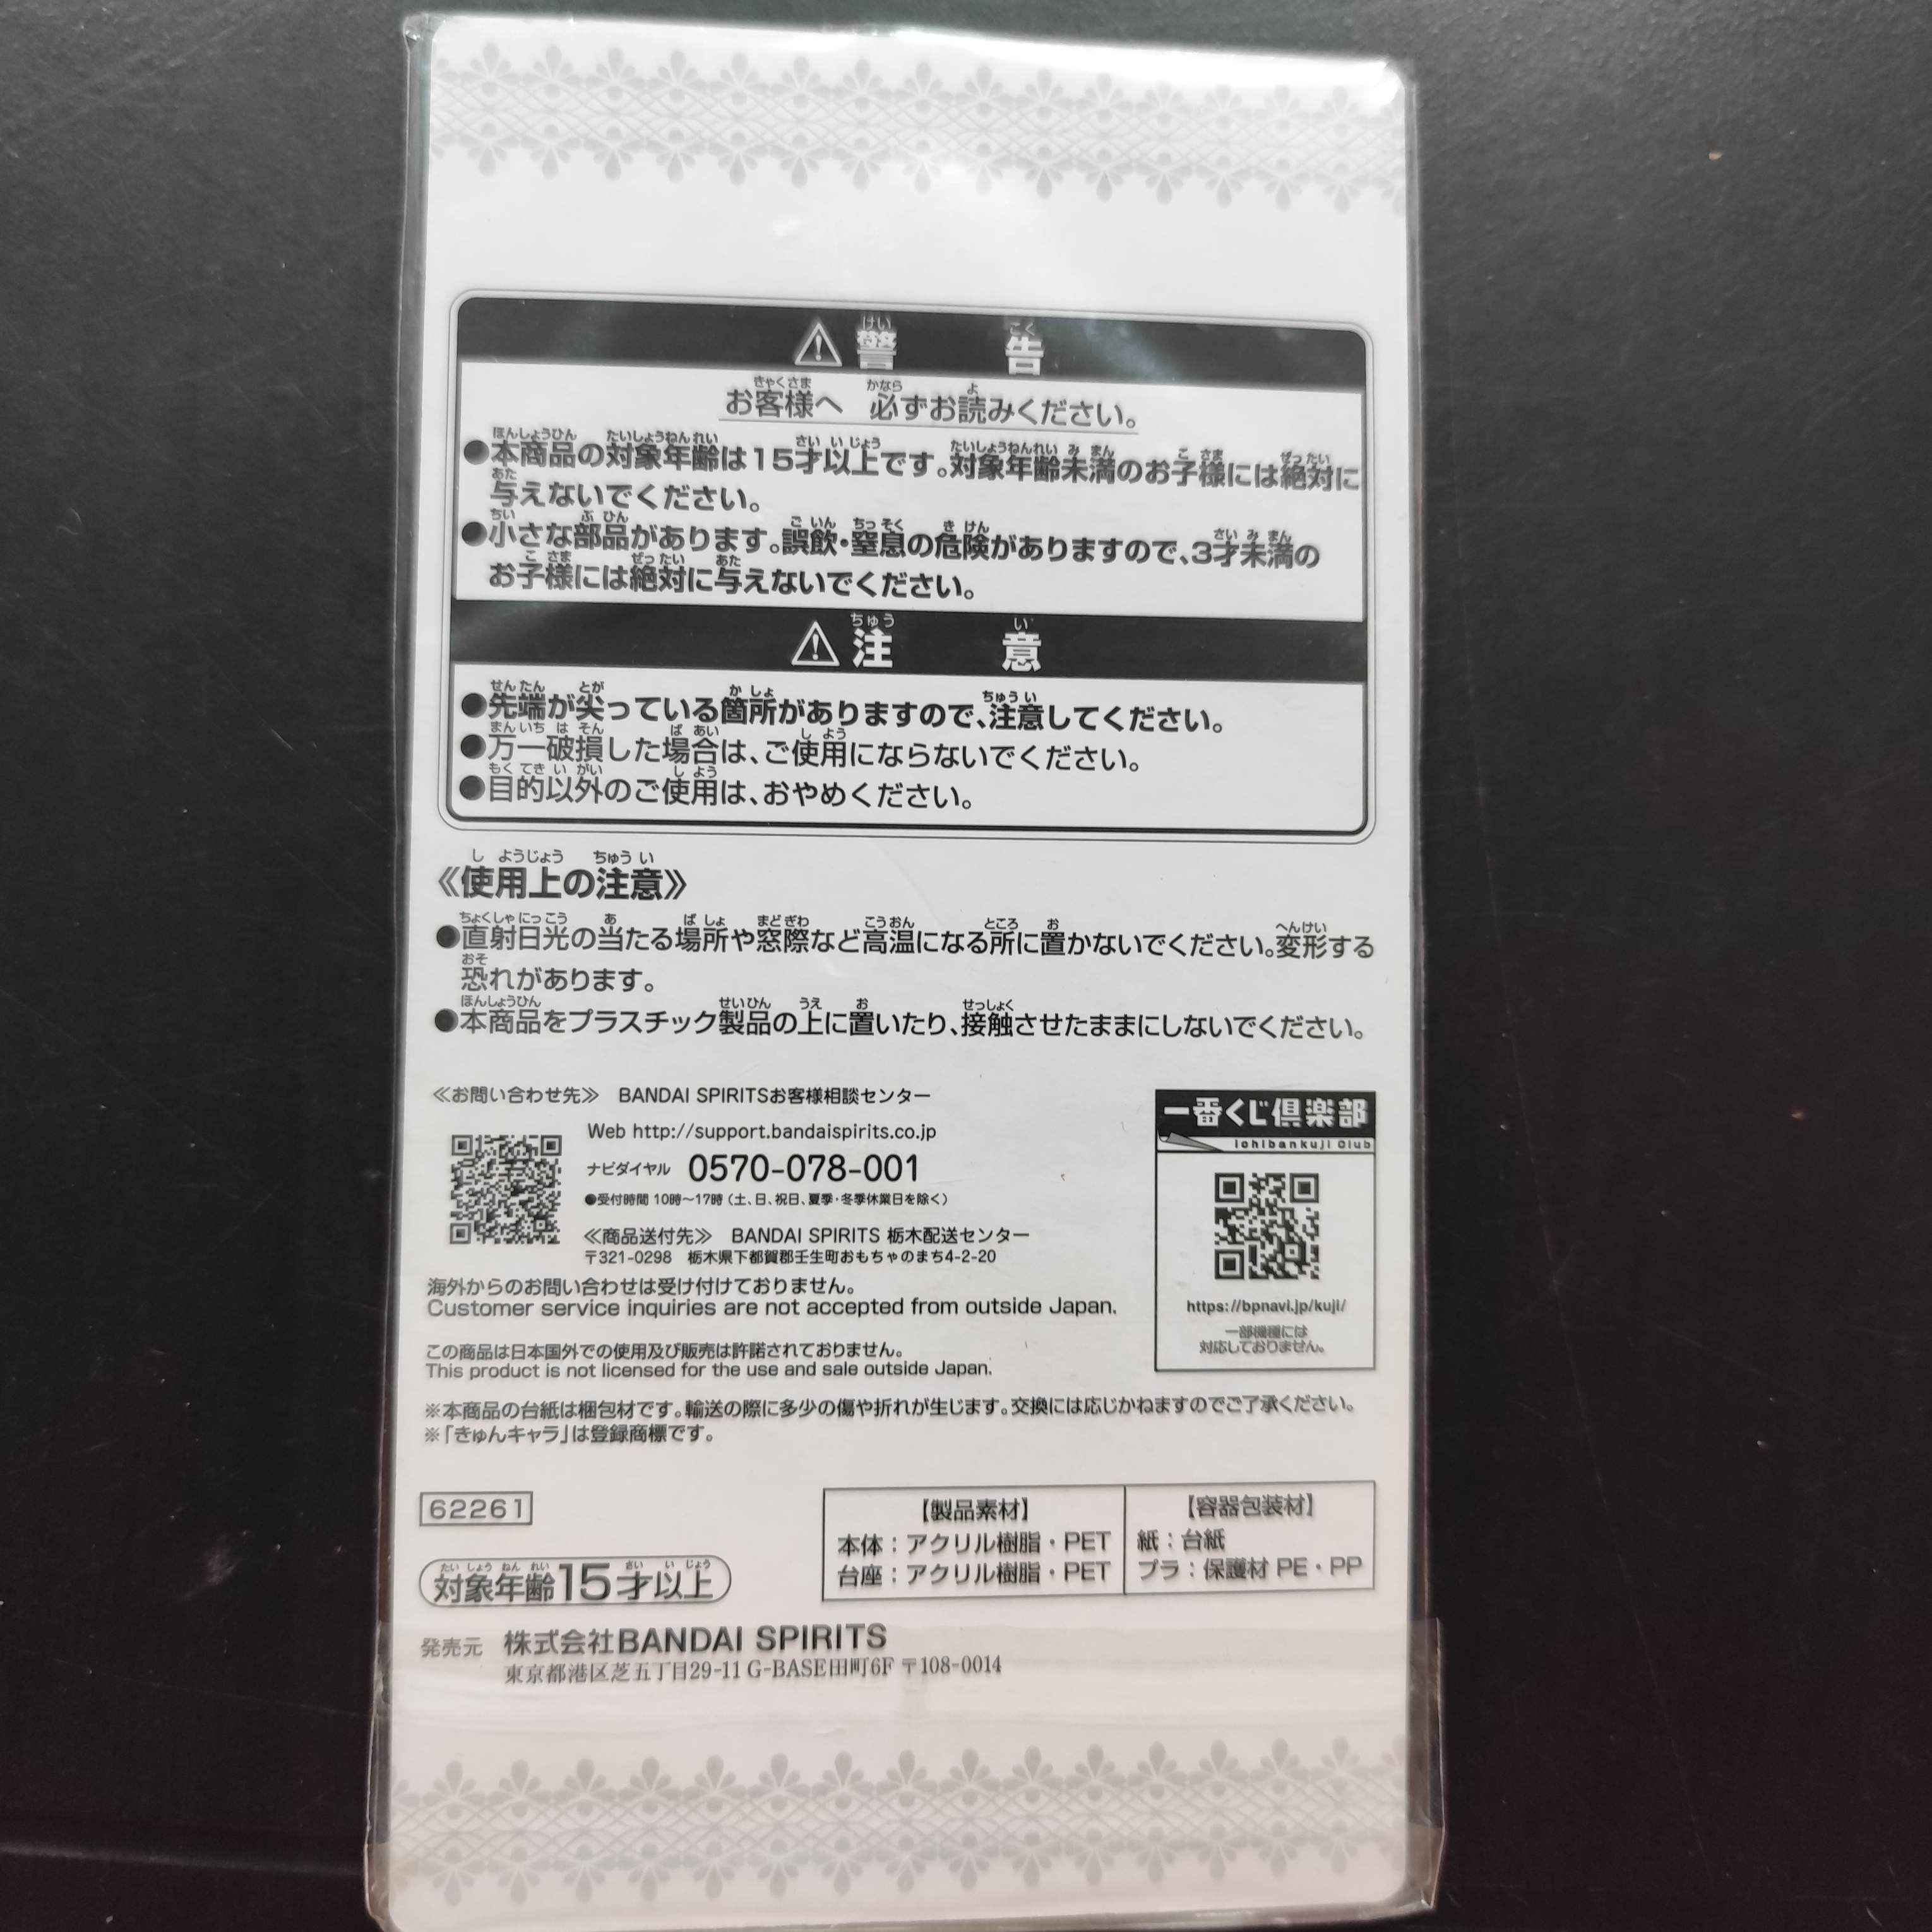 ⚠警告
お客様へ 必ずお読みください。
●本商品の対象年齢は15才以上です。対象年齢未満のお子様には絶対に
与えないでください。
●小さな部品があります。誤飲・窒息の危険がありますので、3才未満の
お子様には絶対に与えないでください。
⚠注意
●先端が尖っている箇所がありますので、注意してください。
●万一破損した場合は、ご使用にならないでください。
●目的以外のご使用は、おやめください。
《使用上の注意》
●直射日光の当たる場所や窓際など高温になる所に置かないでください。変形する
恐れがあります。
●本商品をプラスチック製品の上に置いたり、接触させたままにしないでください。
≪お問い合わせ先≫ BANDAI SPIRITSお客様相談センター
Web http://support.bandaispirits.co.jp
ナビダイヤル 0570-078-001
●受付時間 10時〜17時(土、日、祝日、夏季・冬季休業日を除く)
≪商品送付先≫ BANDAI SPIRITS 栃木配送センター
〒321-0298 栃木県下都賀郡壬生町おもちゃのまち4-2-20
海外からのお問い合わせは受け付けておりません。
Customer service inquiries are not accepted from outside Japan.
この商品は日本国外での使用及び販売は許諾されておりません。
This product is not licensed for the use and sale outside Japan.
一番くじ倶楽部
Ichibankuji Club
https://bpnavi.jp/kuji/
一部機種には
対応しておりません。
※本商品の台紙は梱包材です。輸送の際に多少の傷や折れが生じます。交換には応じかねますのでご了承ください。
※「きゅんキャラ」は登録商標です。
62261
対象年齢15才以上
【製品素材】
本体:アクリル樹脂・PET
台座:アクリル樹脂・PET
【容器包装材】
紙:台紙
プラ:保護材 PE・PP
発売元 株式会社BANDAI SPIRITS
東京都港区芝五丁目29-11 G-BASE田町6F 〒108-0014